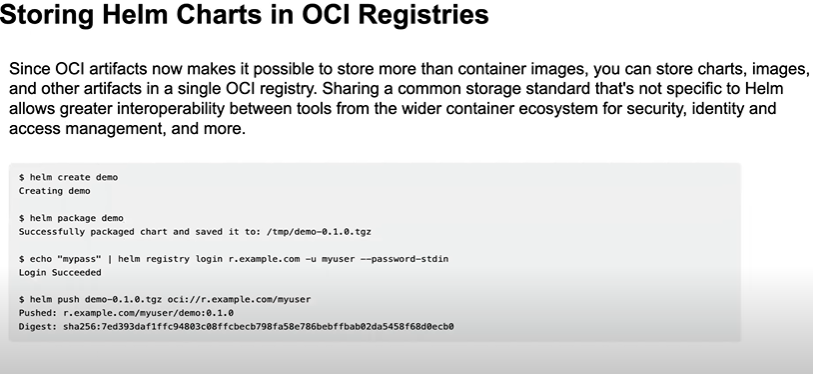 Storing Helm Charts in OCI Registries
Since OCI artifacts now makes it possible to store more than container images, you can store charts, images,
and other artifacts in a single OCI registry. Sharing a common storage standard that's not specific to Helm
allows greater interoperability between tools from the wider container ecosystem for security, identity and
access management, and more.
$ helm create demo
Creating demo
$ helm package demo
Successfully packaged chart and saved it to: /tmp/demo-0.1.0.tgz
$ echo "mypass" | helm registry login r.example.com -u myuser --password-stdin
Login Succeeded
$ helm push demo-0.1.0.tgz oci://r.example.com/myuser
Pushed: r.example.com/myuser/demo:0.1.0
Digest: sha256:7ed393daf1ffc94803c08ffcbecb798fa58e786bebffbab02da5458f68d0ecb0